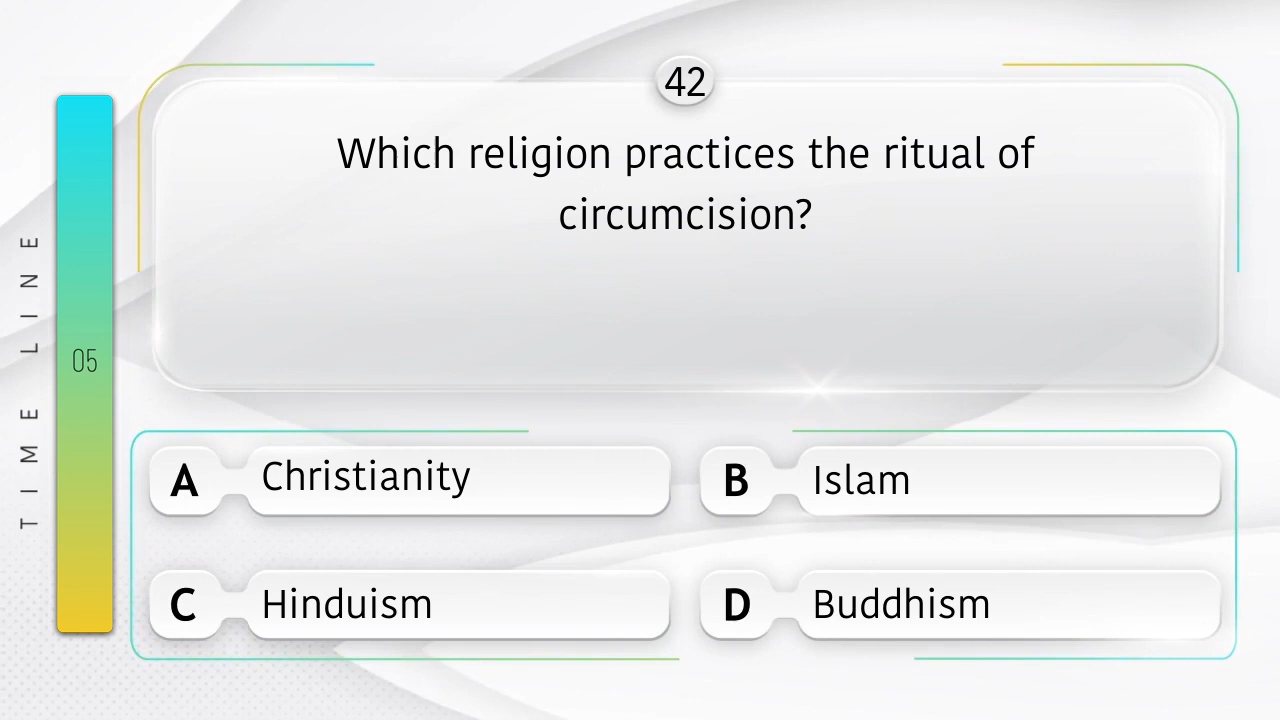 42
Which religion practices the ritual of
circumcision?
TIME LINE
05
A Christianity
B Islam
C Hinduism
D Buddhism